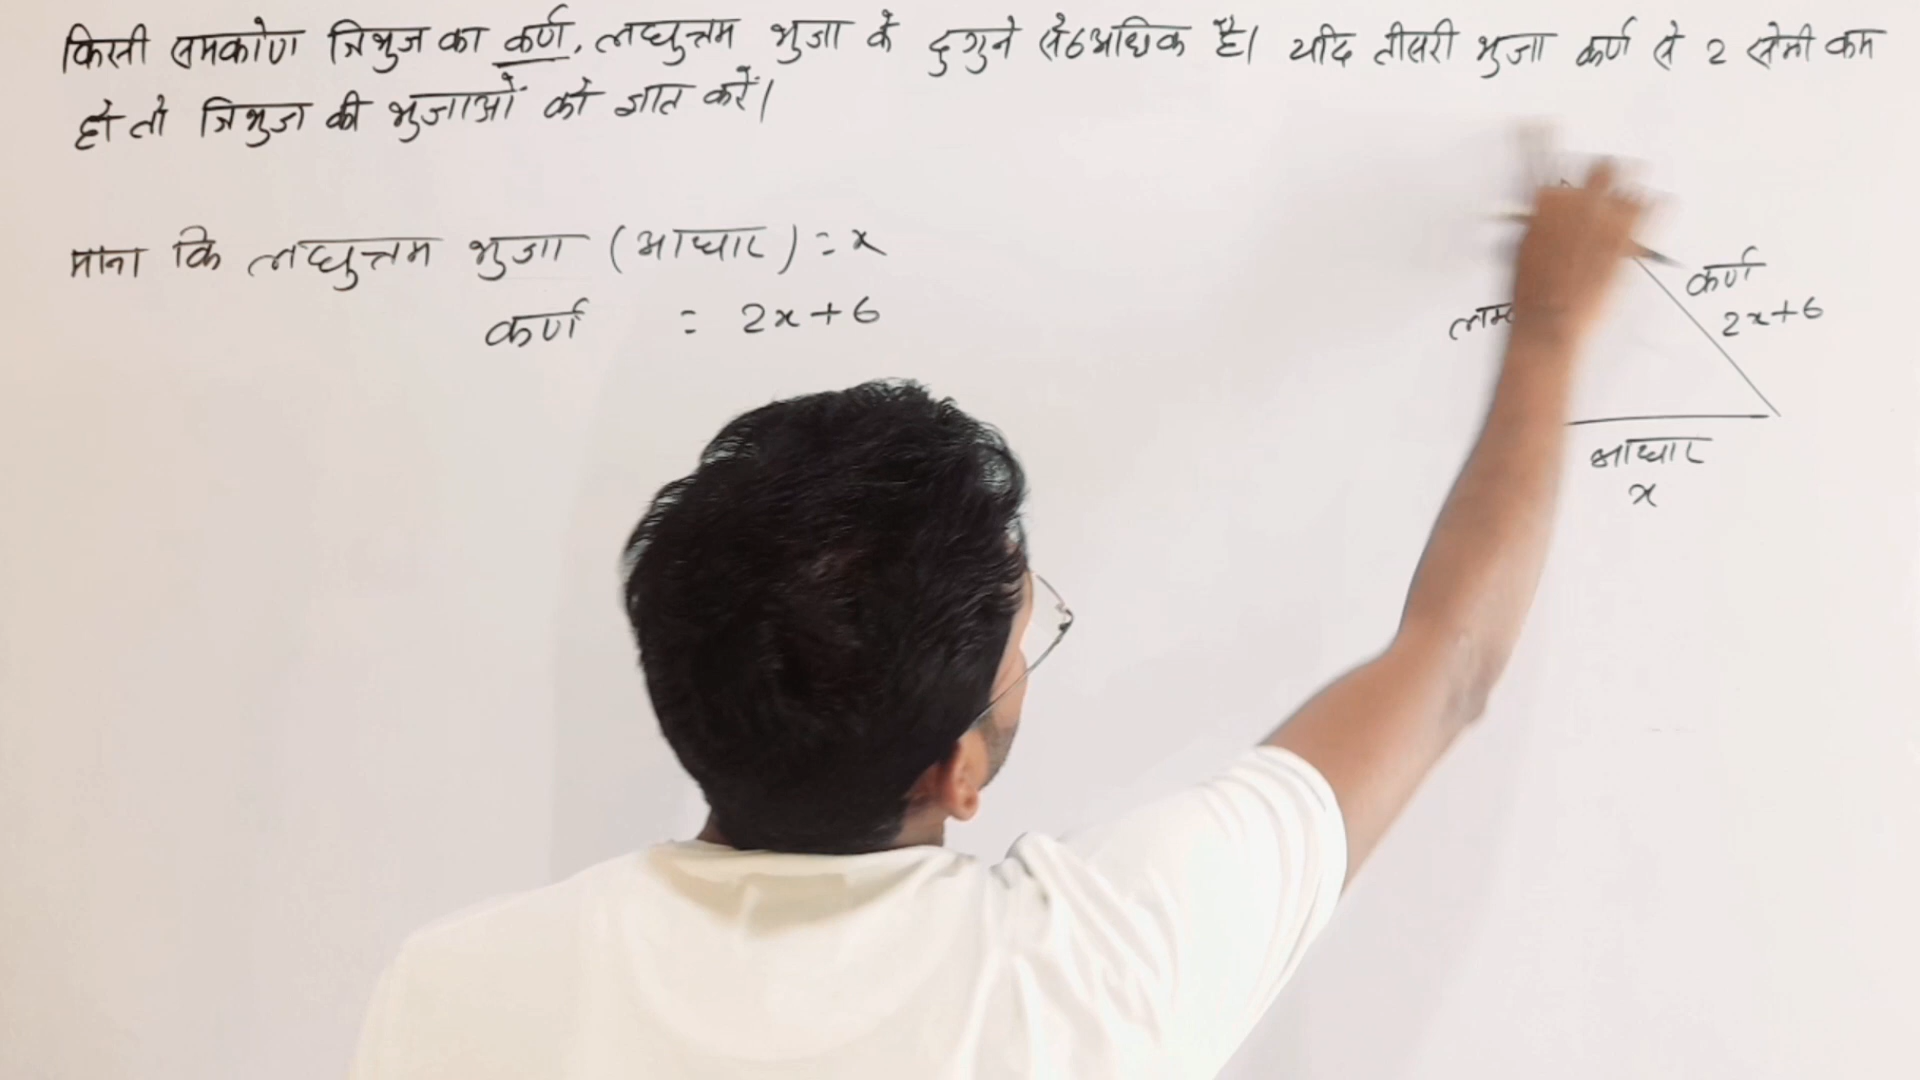 किसी समकोण त्रिभुज का कर्ण, लघुत्तम भुजा के दुगुने से 6 अधिक है। यदि तीसरी भुजा कर्ण से 2 सेमी कम
हो तो त्रिभुज की भुजाओं को ज्ञात करें।
माना कि लघुत्तम भुजा (आधार) = x
कर्ण = 2x+6
कर्ण
2x+6
आधार
x